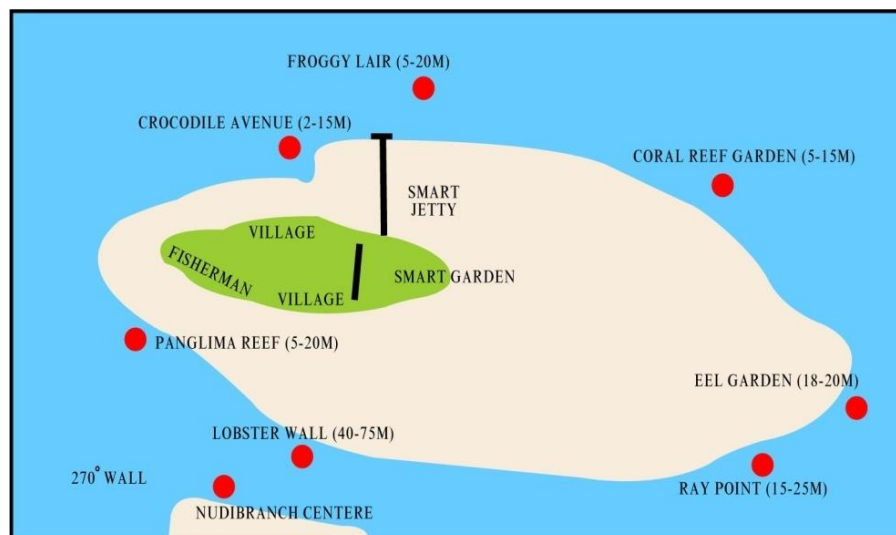 FROGGY LAIR (5-20M)
CROCODILE AVENUE (2-15M)
CORAL REEF GARDEN (5-15M)
SMART
JETTY
VILLAGE
FISHERMAN
SMART GARDEN
VILLAGE
PANGLIMA REEF (5-20M)
EEL GARDEN (18-20M)
LOBSTER WALL (40-75M)
270° WALL
RAY POINT (15-25M)
NUDIBRANCH CENTERE